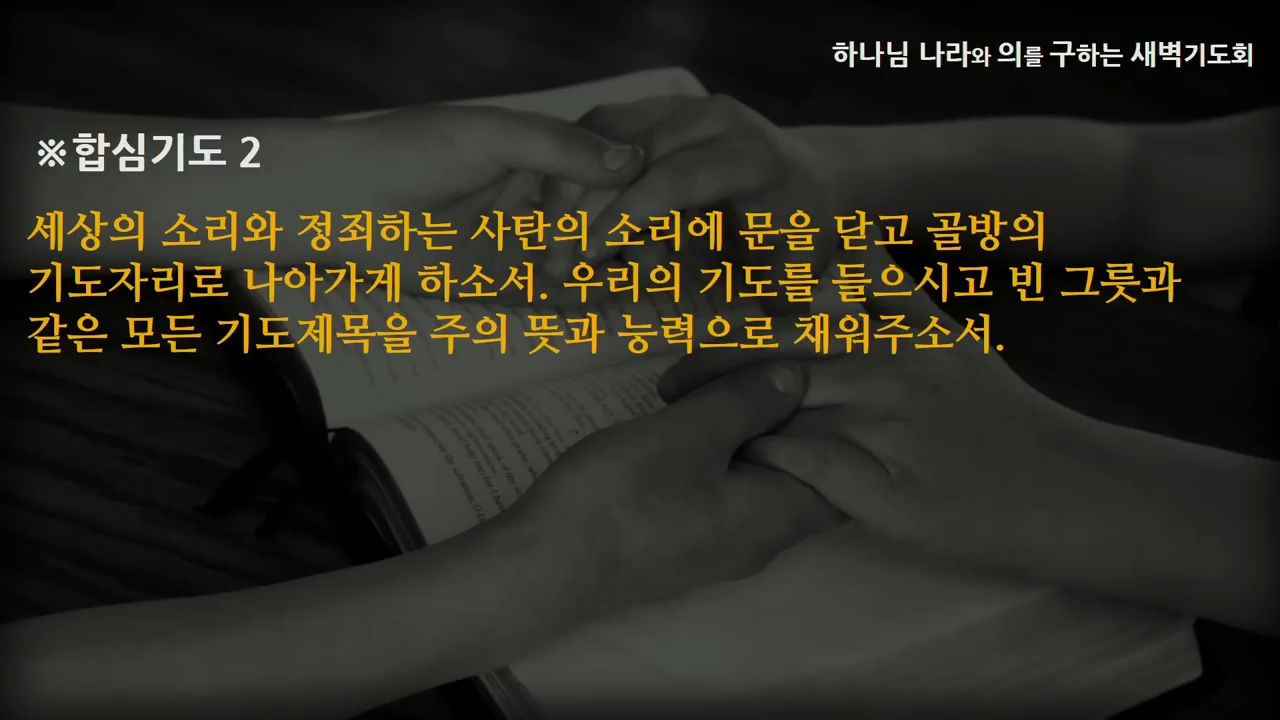 하나님 나라와 의를 구하는 새벽기도회
※합심기도 2
세상의 소리와 정죄하는 사탄의 소리에 문을 닫고 골방의
기도자리로 나아가게 하소서. 우리의 기도를 들으시고 빈 그릇과
같은 모든 기도제목을 주의 뜻과 능력으로 채워주소서.